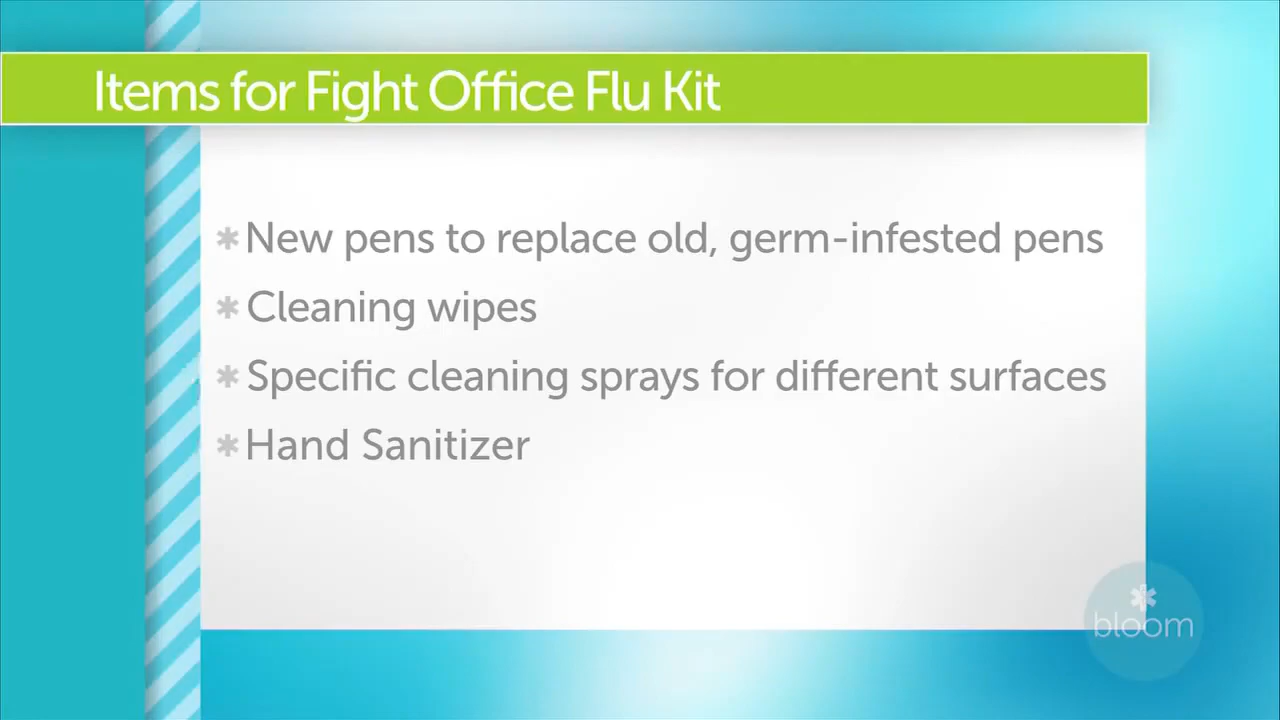 Items for Fight Office Flu Kit
* New pens to replace old, germ-infested pens
* Cleaning wipes
* Specific cleaning sprays for different surfaces
* Hand Sanitizer
bloom